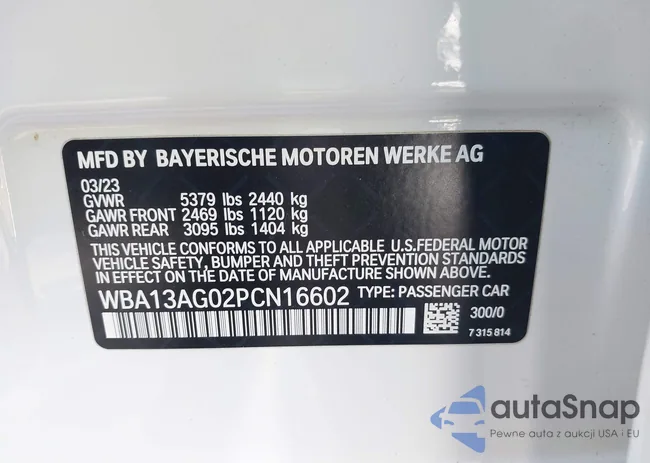 MFD BY BAYERISCHE MOTOREN WERKE AG
03/23
GVWR 5379 lbs 2440 kg
GAWR FRONT 2469 lbs 1120 kg
GAWR REAR 3095 lbs 1404 kg
THIS VEHICLE CONFORMS TO ALL APPLICABLE U.S.FEDERAL MOTOR
VEHICLE SAFETY, BUMPER AND THEFT PREVENTION STANDARDS
IN EFFECT ON THE DATE OF MANUFACTURE SHOWN ABOVE.
WBA13AG02PCN16602 TYPE: PASSENGER CAR
300/0
7 315 814
autoSnap
Pewne auta z aukcji USA i EU